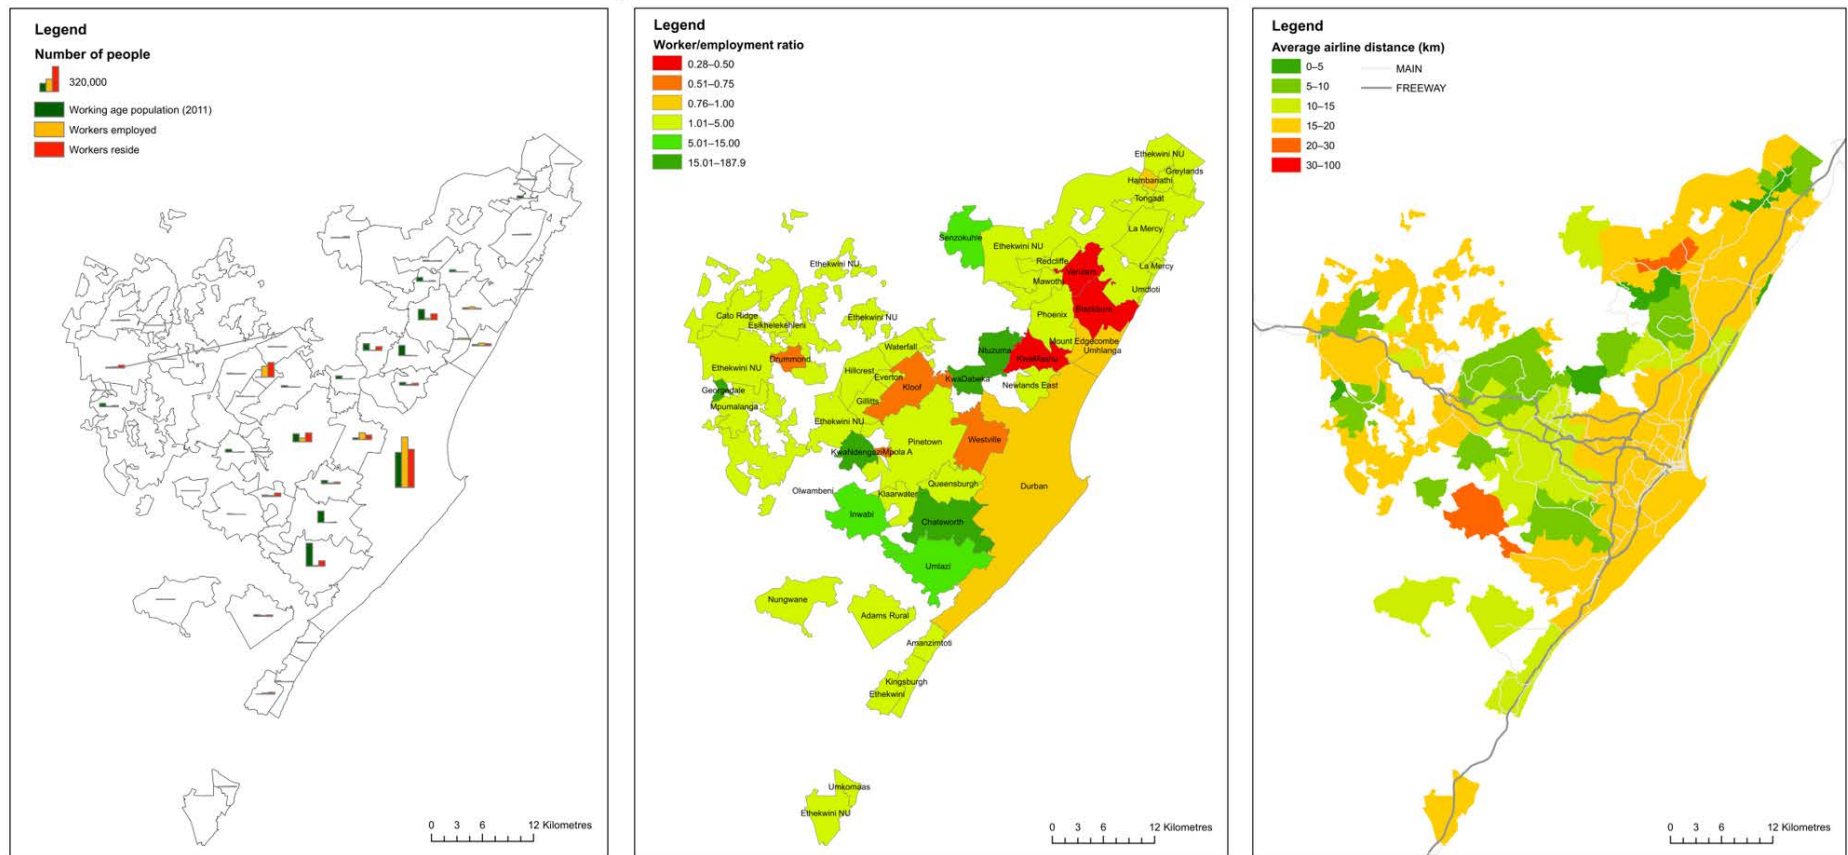 Legend
Number of people
320,000
Working age population (2011)
Workers employed
Workers reside
0 3 6 12 Kilometres
Legend
Worker/employment ratio
0.28–0.50
0.51–0.75
0.76–1.00
1.01–5.00
5.01–15.00
15.01–187.9
Ethekwini NU
Greylands
Hambanathi
Tongaat
La Mercy
Senzokuhle
Ethekwini NU
Redcliffe
La Mercy
Ethekwini NU
Verulam
Mawothi
Umdloti
Cato Ridge
Ethekwini NU
Phoenix
Blackburn
Esikhelekehleni
Mount Edgecombe
Waterfall
Ntuzuma
Umhlanga
Drummond
KwaMashu
Ethekwini NU
Hillcrest
Everton
KwaDabeka
Newlands East
Georgedale
Kloof
Mpumalanga
Gillitts
Ethekwini NU
Pinetown
Westville
KwaNdengezi
Mpola A
Queensburgh
Durban
Olwambeni
Klaarwater
Inwabi
Chatsworth
Umlazi
Nungwane
Adams Rural
Amanzimtoti
Kingsburgh
Ethekwini
Umkomaas
Ethekwini NU
0 3 6 12 Kilometres
Legend
Average airline distance (km)
0–5
5–10
10–15
15–20
20–30
30–100
MAIN
FREEWAY
0 3 6 12 Kilometres